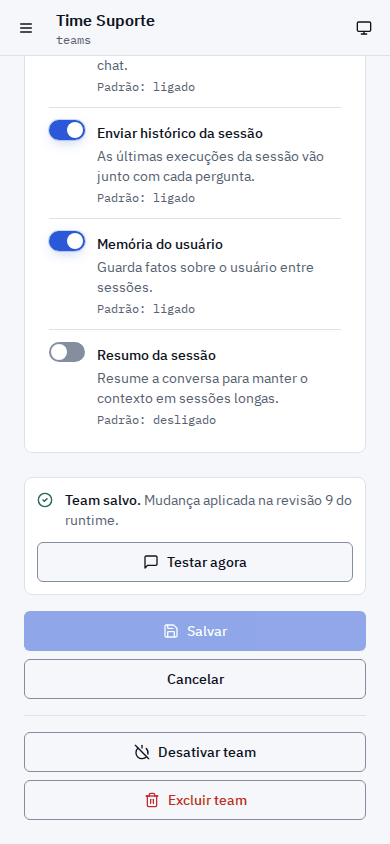 Time Suporte
teams
chat.
Padrão: ligado
Enviar histórico da sessão
As últimas execuções da sessão vão
junto com cada pergunta.
Padrão: ligado
Memória do usuário
Guarda fatos sobre o usuário entre
sessões.
Padrão: ligado
Resumo da sessão
Resume a conversa para manter o
contexto em sessões longas.
Padrão: desligado
Team salvo. Mudança aplicada na revisão 9 do
runtime.
Testar agora
Salvar
Cancelar
Desativar team
Excluir team